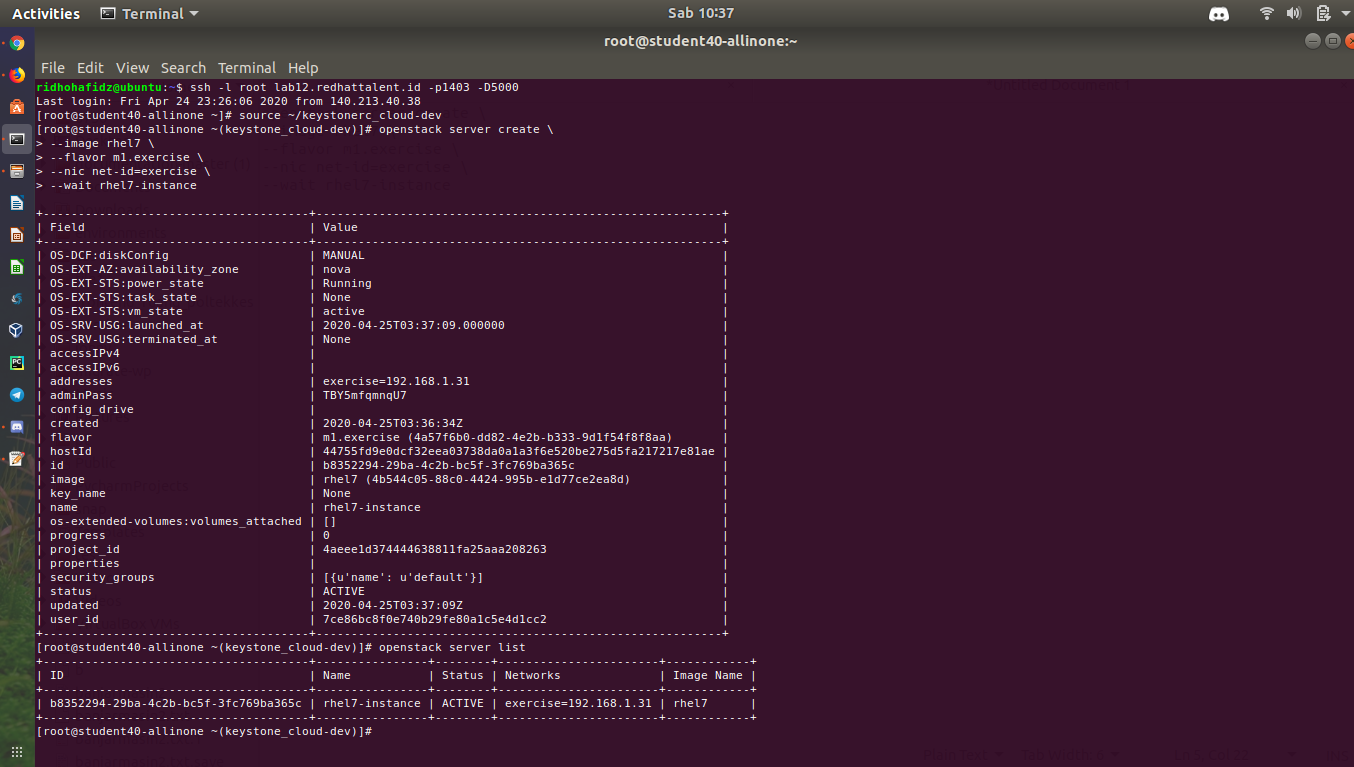 Activities Terminal Sab 10:37
root@student40-allinone:~
File Edit View Search Terminal Help
ridhohafidz@ubuntu:~$ ssh -l root lab12.redhattalent.id -p1403 -D5000
Last login: Fri Apr 24 23:26:06 2020 from 140.213.40.38
[root@student40-allinone ~]# source ~/keystonerc_cloud-dev
[root@student40-allinone ~(keystone_cloud-dev)]# openstack server create \
> --image rhel7 \
> --flavor m1.exercise \
> --nic net-id=exercise \
> --wait rhel7-instance
+--------------------------------------+----------------------------------------------------------+
| Field | Value |
+--------------------------------------+----------------------------------------------------------+
| OS-DCF:diskConfig | MANUAL |
| OS-EXT-AZ:availability_zone | nova |
| OS-EXT-STS:power_state | Running |
| OS-EXT-STS:task_state | None |
| OS-EXT-STS:vm_state | active |
| OS-SRV-USG:launched_at | 2020-04-25T03:37:09.000000 |
| OS-SRV-USG:terminated_at | None |
| accessIPv4 | |
| accessIPv6 | |
| addresses | exercise=192.168.1.31 |
| adminPass | TBY5mfqmnqU7 |
| config_drive | |
| created | 2020-04-25T03:36:34Z |
| flavor | m1.exercise (4a57f6b0-dd82-4e2b-b333-9d1f54f8f8aa) |
| hostId | 44755fd9e0dcf32eea03738da0a1a3f6e520be275d5fa217217e81ae |
| id | b8352294-29ba-4c2b-bc5f-3fc769ba365c |
| image | rhel7 (4b544c05-88c0-4424-995b-e1d77ce2ea8d) |
| key_name | None |
| name | rhel7-instance |
| os-extended-volumes:volumes_attached | [] |
| progress | 0 |
| project_id | 4aeee1d374444638811fa25aaa208263 |
| properties | |
| security_groups | [{u'name': u'default'}] |
| status | ACTIVE |
| updated | 2020-04-25T03:37:09Z |
| user_id | 7ce86bc8f0e740b29fe80a1c5e4d1cc2 |
+--------------------------------------+----------------------------------------------------------+
[root@student40-allinone ~(keystone_cloud-dev)]# openstack server list
+--------------------------------------+----------------+--------+-----------------------+------------+
| ID | Name | Status | Networks | Image Name |
+--------------------------------------+----------------+--------+-----------------------+------------+
| b8352294-29ba-4c2b-bc5f-3fc769ba365c | rhel7-instance | ACTIVE | exercise=192.168.1.31 | rhel7 |
+--------------------------------------+----------------+--------+-----------------------+------------+
[root@student40-allinone ~(keystone_cloud-dev)]#